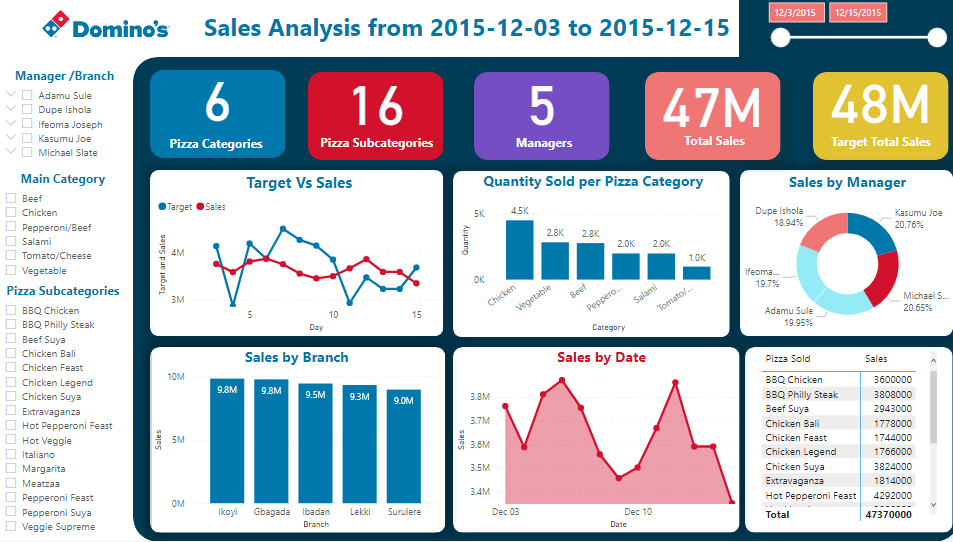 Domino's
Sales Analysis from 2015-12-03 to 2015-12-15
12/3/2015
12/15/2015
Manager /Branch
Adamu Sule
Dupe Ishola
Ifeoma Joseph
Kasumu Joe
Michael Slate
Main Category
Beef
Chicken
Pepperoni/Beef
Salami
Tomato/Cheese
Vegetable
Pizza Subcategories
BBQ Chicken
BBQ Philly Steak
Beef Suya
Chicken Bali
Chicken Feast
Chicken Legend
Chicken Suya
Extravaganza
Hot Pepperoni Feast
Hot Veggie
Italiano
Margarita
Meatzaa
Pepperoni Feast
Pepperoni Suya
Veggie Supreme
6
Pizza Categories
16
Pizza Subcategories
5
Managers
47M
Total Sales
48M
Target Total Sales
Target Vs Sales
Target
Sales
Target and Sales
4M
3M
5
10
15
Day
Quantity Sold per Pizza Category
Quantity
5K
0K
4.5K
2.8K
2.8K
2.0K
2.0K
1.0K
Chicken
Vegetable
Beef
Peppero...
Salami
Tomato/...
Category
Sales by Manager
Dupe Ishola
18.94%
Kasumu Joe
20.76%
Ifeoma...
19.7%
Adamu Sule
19.95%
Michael S...
20.65%
Sales by Branch
Sales
10M
5M
0M
9.8M
9.8M
9.5M
9.3M
9.0M
Ikoyi
Gbagada
Ibadan
Lekki
Surulere
Branch
Sales by Date
Sales
3.8M
3.7M
3.6M
3.5M
3.4M
Dec 03
Dec 10
Date
Pizza Sold Sales
BBQ Chicken 3600000
BBQ Philly Steak 3808000
Beef Suya 2943000
Chicken Bali 1778000
Chicken Feast 1744000
Chicken Legend 1766000
Chicken Suya 3824000
Extravaganza 1814000
Hot Pepperoni Feast 4292000
Total 47370000